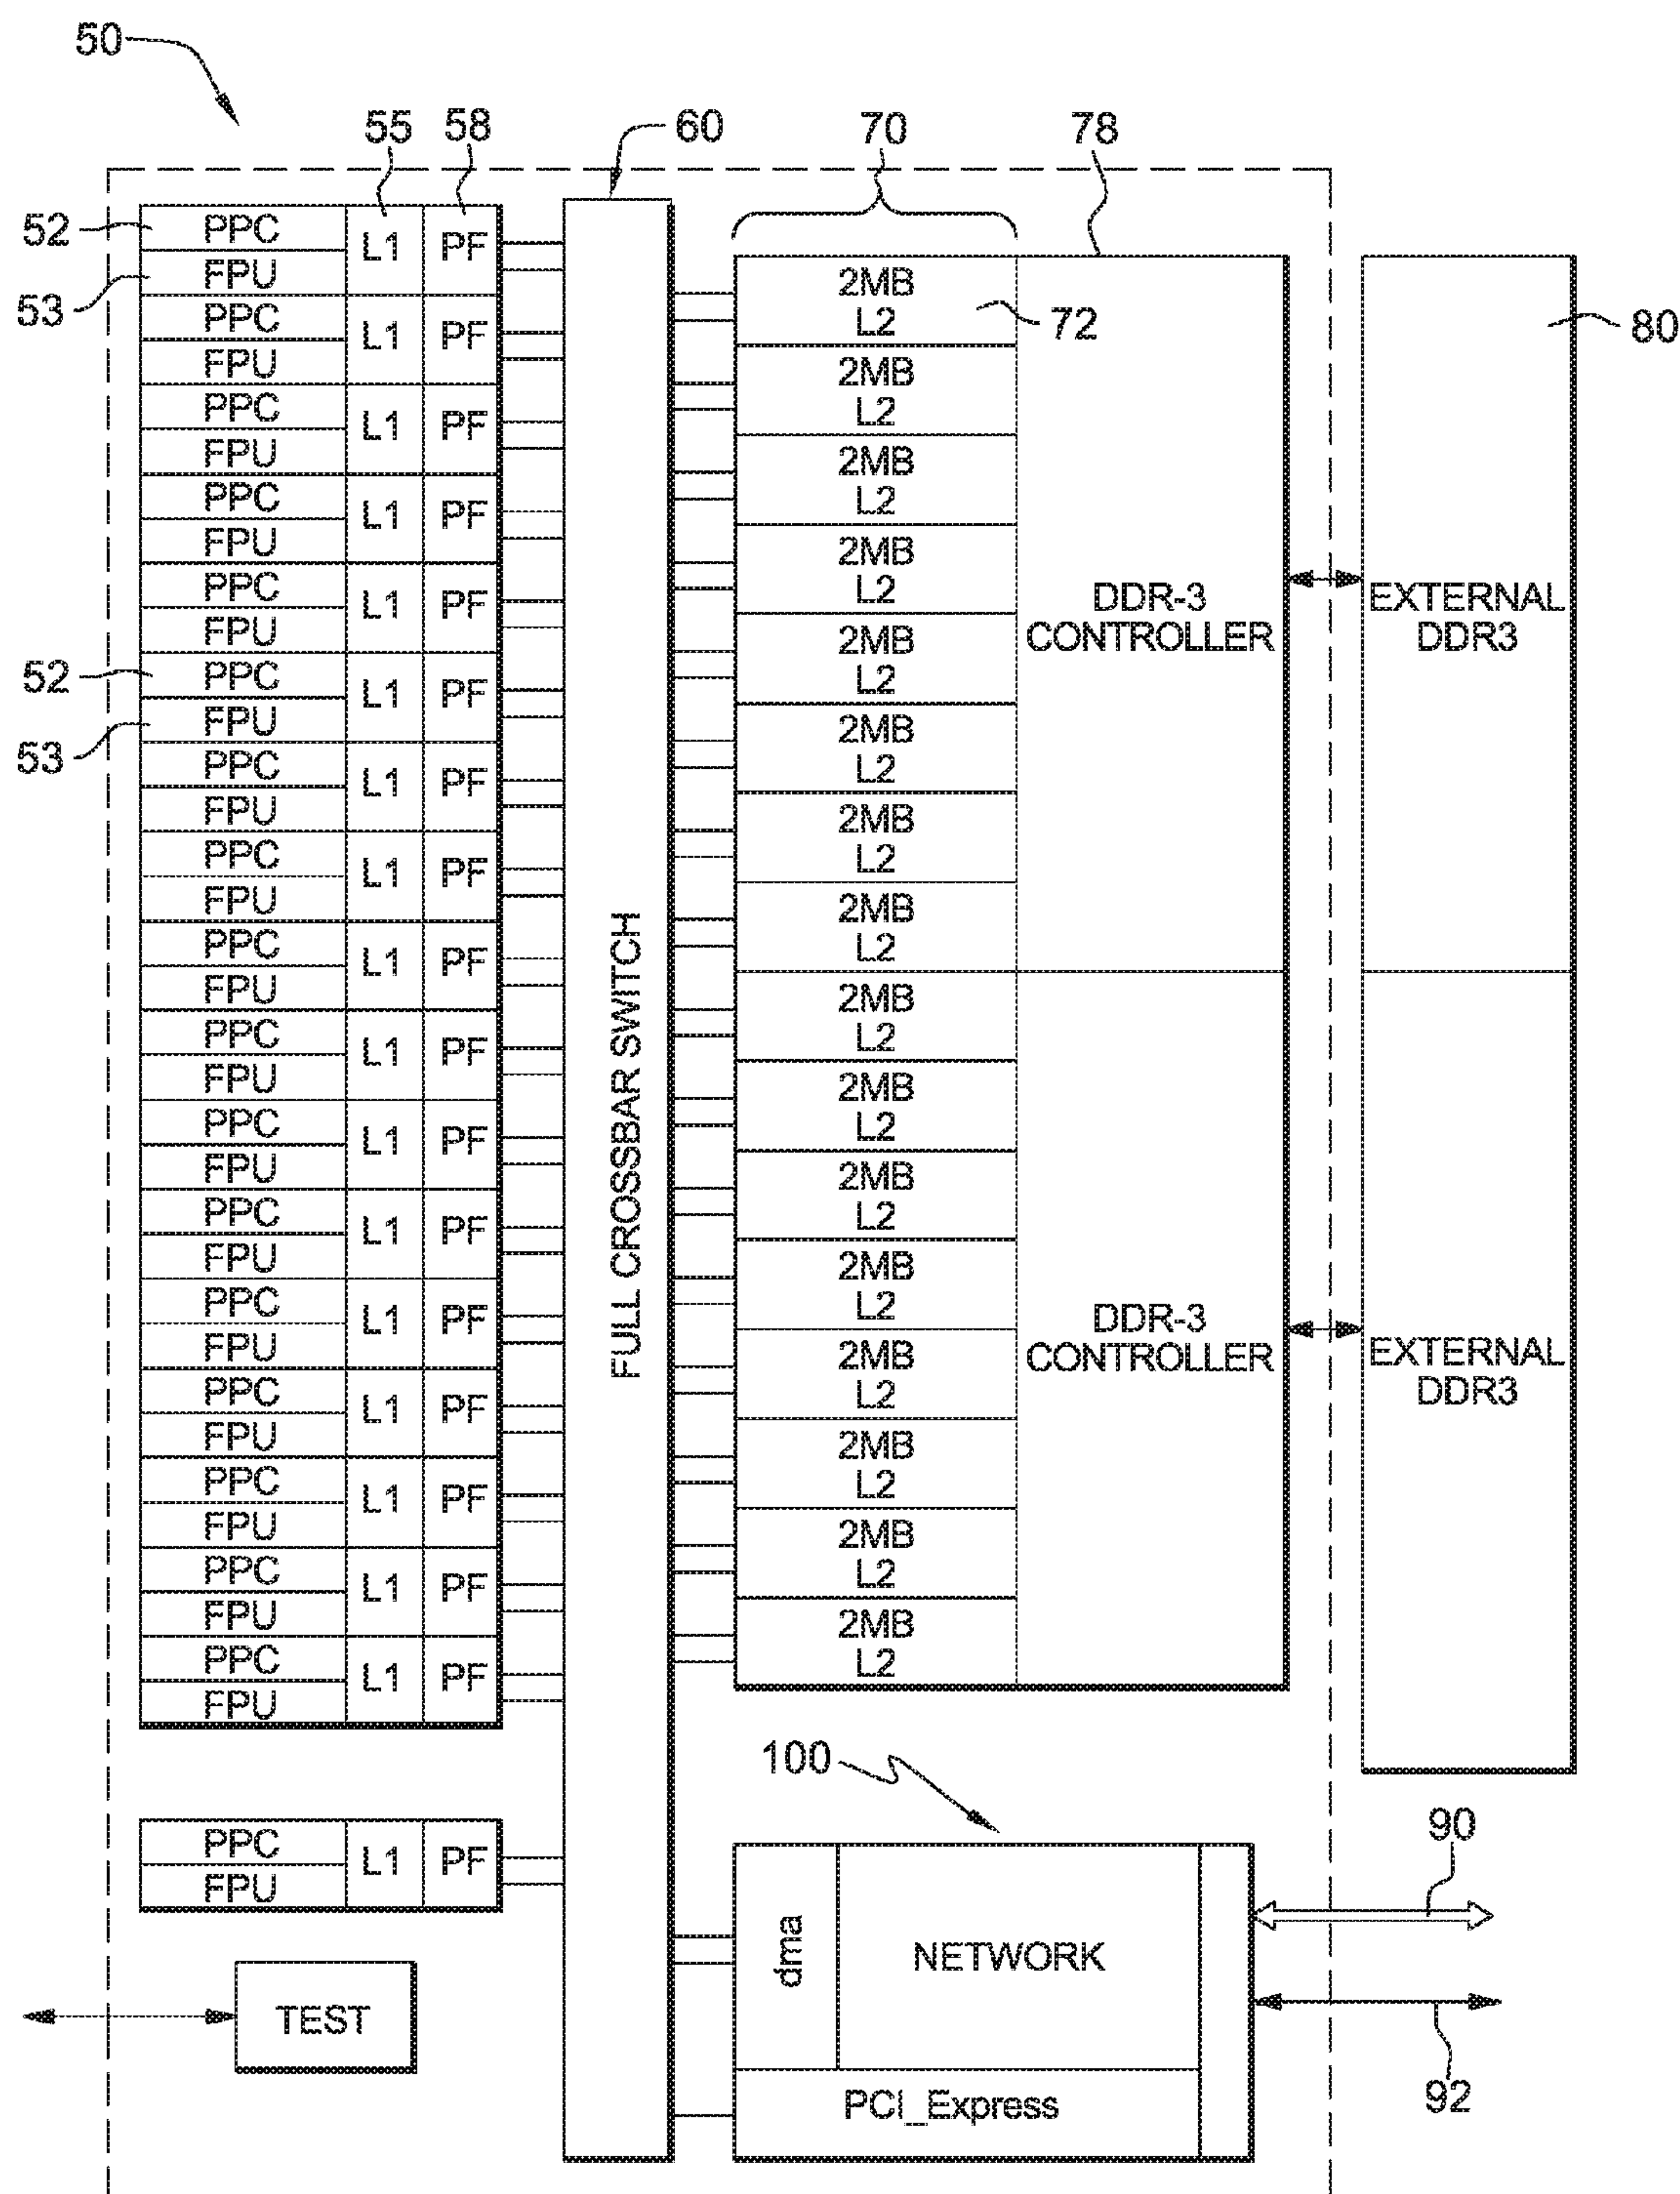 50
55
58
60
70
78
52
53
PPC
FPU
L1
PF
PPC
FPU
L1
PF
PPC
FPU
L1
PF
PPC
FPU
L1
PF
PPC
FPU
L1
PF
52
53
PPC
FPU
L1
PF
PPC
FPU
L1
PF
PPC
FPU
L1
PF
PPC
FPU
L1
PF
PPC
FPU
L1
PF
PPC
FPU
L1
PF
PPC
FPU
L1
PF
PPC
FPU
L1
PF
PPC
FPU
L1
PF
PPC
FPU
L1
PF
PPC
FPU
L1
PF
PPC
FPU
L1
PF
PPC
FPU
L1
PF
TEST
FULL CROSSBAR SWITCH
2MB
L2
72
2MB
L2
2MB
L2
2MB
L2
2MB
L2
2MB
L2
2MB
L2
2MB
L2
2MB
L2
2MB
L2
2MB
L2
2MB
L2
2MB
L2
2MB
L2
2MB
L2
2MB
L2
DDR-3
CONTROLLER
DDR-3
CONTROLLER
80
EXTERNAL
DDR3
EXTERNAL
DDR3
100
dma
NETWORK
PCI_Express
90
92